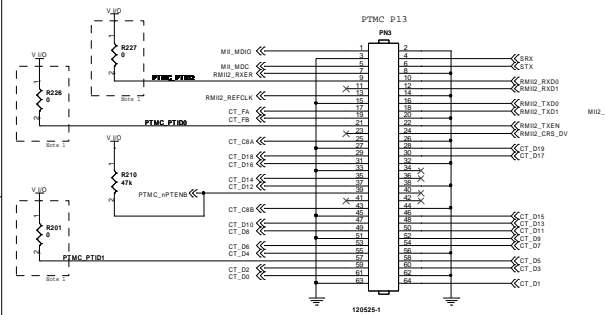 PTMC P13
PN3
V I/O
R227
0
Note 1
V I/O
R226
0
Note 1
V I/O
R210
47k
V I/O
R201
0
Note 1
MII_MDIO
MII_MDC
RMII2_RXER
RMII2_REFCLK
CT_FA
CT_FB
PTMC_PTID0
CT_C8A
CT_D18
CT_D16
CT_D14
CT_D12
PTMC_nPTENB
CT_C8B
CT_D10
CT_D8
CT_D6
CT_D4
PTMC_PTID1
CT_D2
CT_D0
1 2
3 4
5 6
7 8
9 10
11 12
13 14
15 16
17 18
19 20
21 22
23 24
25 26
27 28
29 30
31 32
33 34
35 36
37 38
39 40
41 42
43 44
45 46
47 48
49 50
51 52
53 54
55 56
57 58
59 60
61 62
63 64
SRX
STX
RMII2_RXD0
RMII2_RXD1
RMII2_TXD0
RMII2_TXD1
MII2_
RMII2_TXEN
RMII2_CRS_DV
CT_D19
CT_D17
CT_D15
CT_D13
CT_D11
CT_D9
CT_D7
CT_D5
CT_D3
CT_D1
120525-1